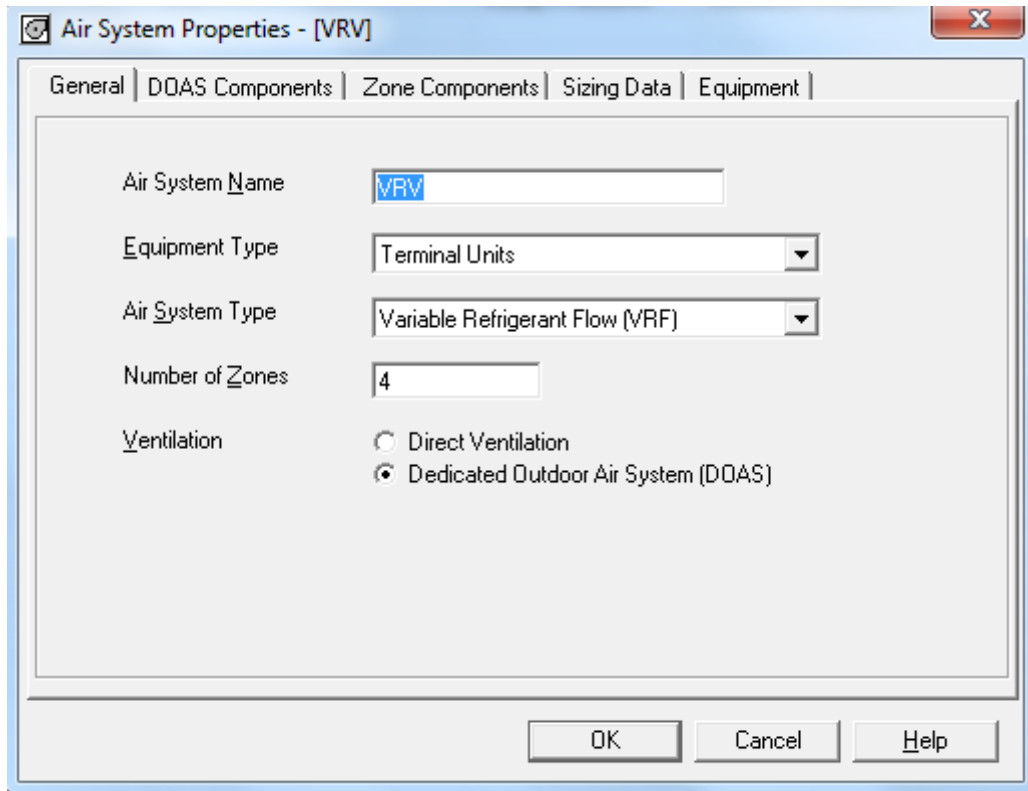 Air System Properties - [VRV]
General DOAS Components Zone Components Sizing Data Equipment
Air System Name VRV
Equipment Type Terminal Units
Air System Type Variable Refrigerant Flow (VRF)
Number of Zones 4
Ventilation Direct Ventilation
Dedicated Outdoor Air System (DOAS)
OK Cancel Help